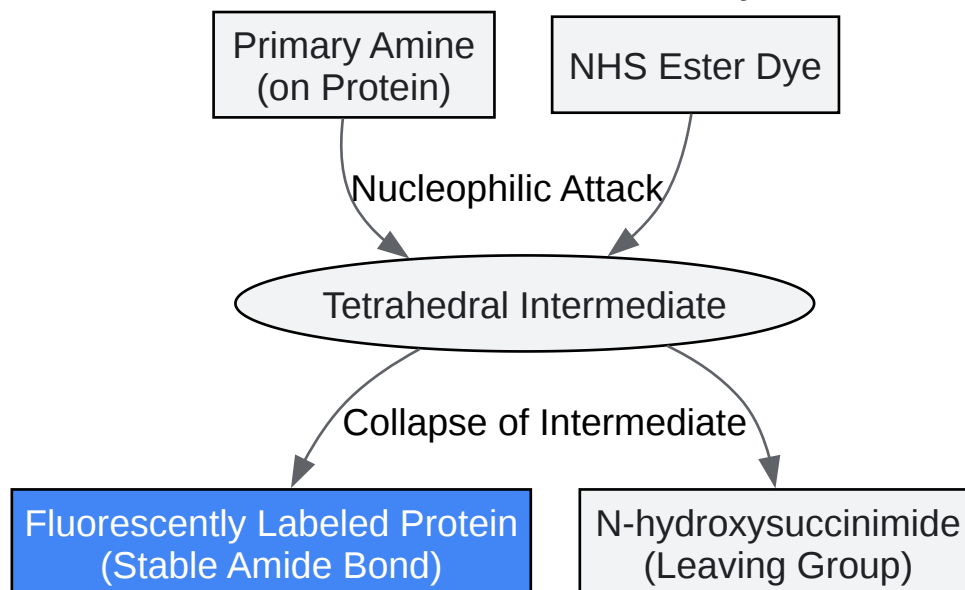 Primary Amine
(on Protein)
NHS Ester Dye
Nucleophilic Attack
Tetrahedral Intermediate
Collapse of Intermediate
Fluorescently Labeled Protein
(Stable Amide Bond)
N-hydroxysuccinimide
(Leaving Group)